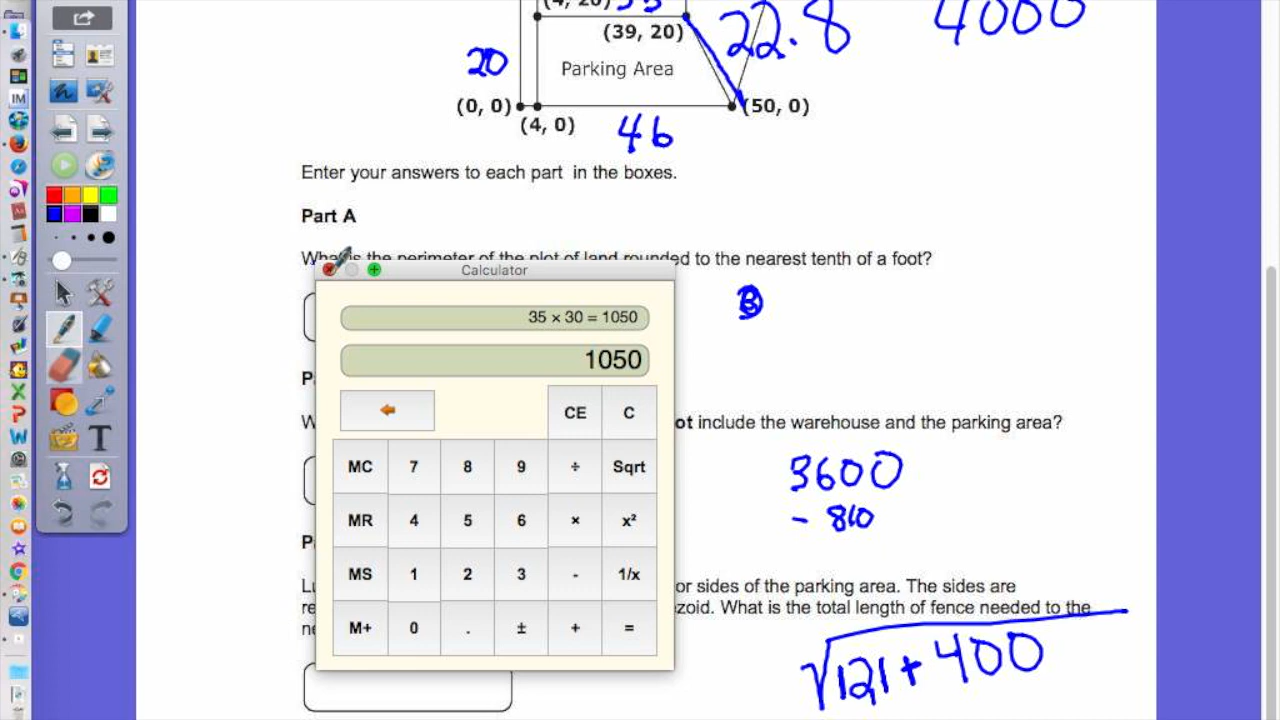 (4, 20) 35
(39, 20)
22.8
4000
20
Parking Area
(0, 0)
(50, 0)
(4, 0)
46
Enter your answers to each part in the boxes.
Part A
What is the perimeter of the plot of land rounded to the nearest tenth of a foot?
Calculator
35 × 30 = 1050
1050
CE C
MC 7 8 9 ÷ Sqrt
MR 4 5 6 × x²
MS 1 2 3 - 1/x
M+ 0 . ± + =
ot include the warehouse and the parking area?
3600
- 810
or sides of the parking area. The sides are
ezoid. What is the total length of fence needed to the
√121+400
IM
T